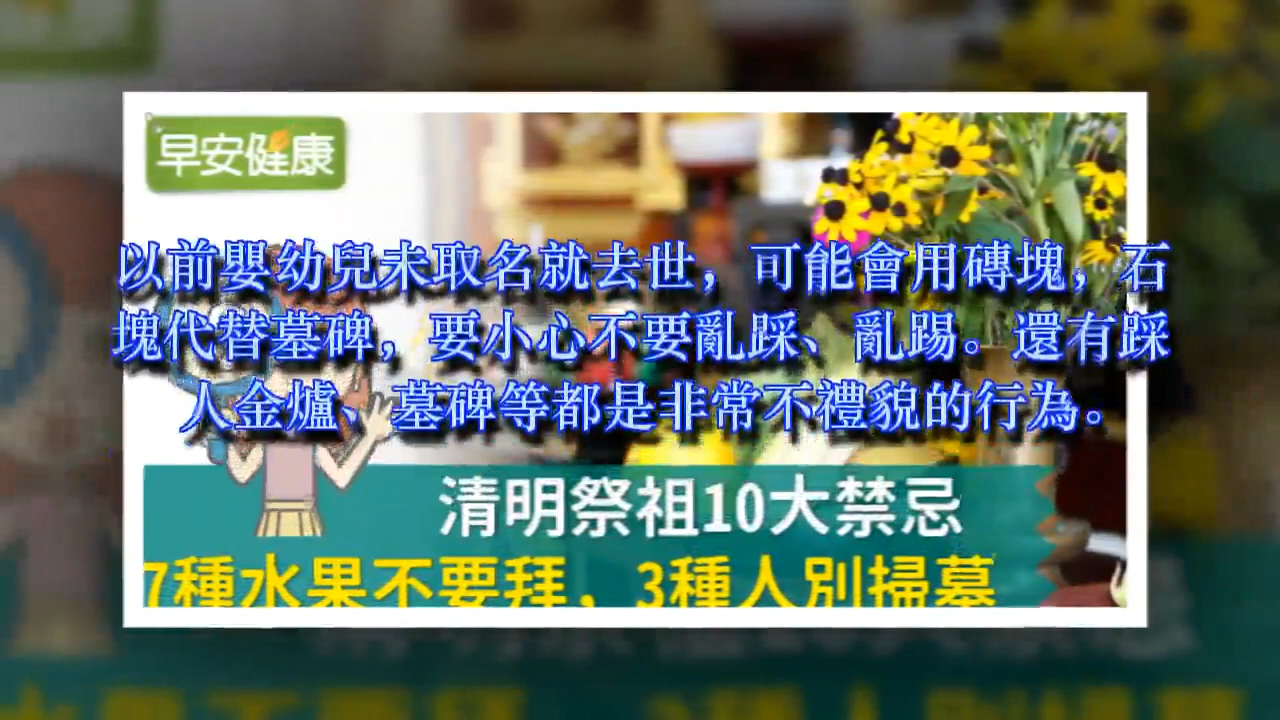 早安健康
以前嬰幼兒未取名就去世，可能會用磚塊，石
塊代替墓碑，要小心不要亂踩、亂踢。還有踩
人金爐、墓碑等都是非常不禮貌的行為。
清明祭祖10大禁忌
7種水果不要拜，3種人別掃墓